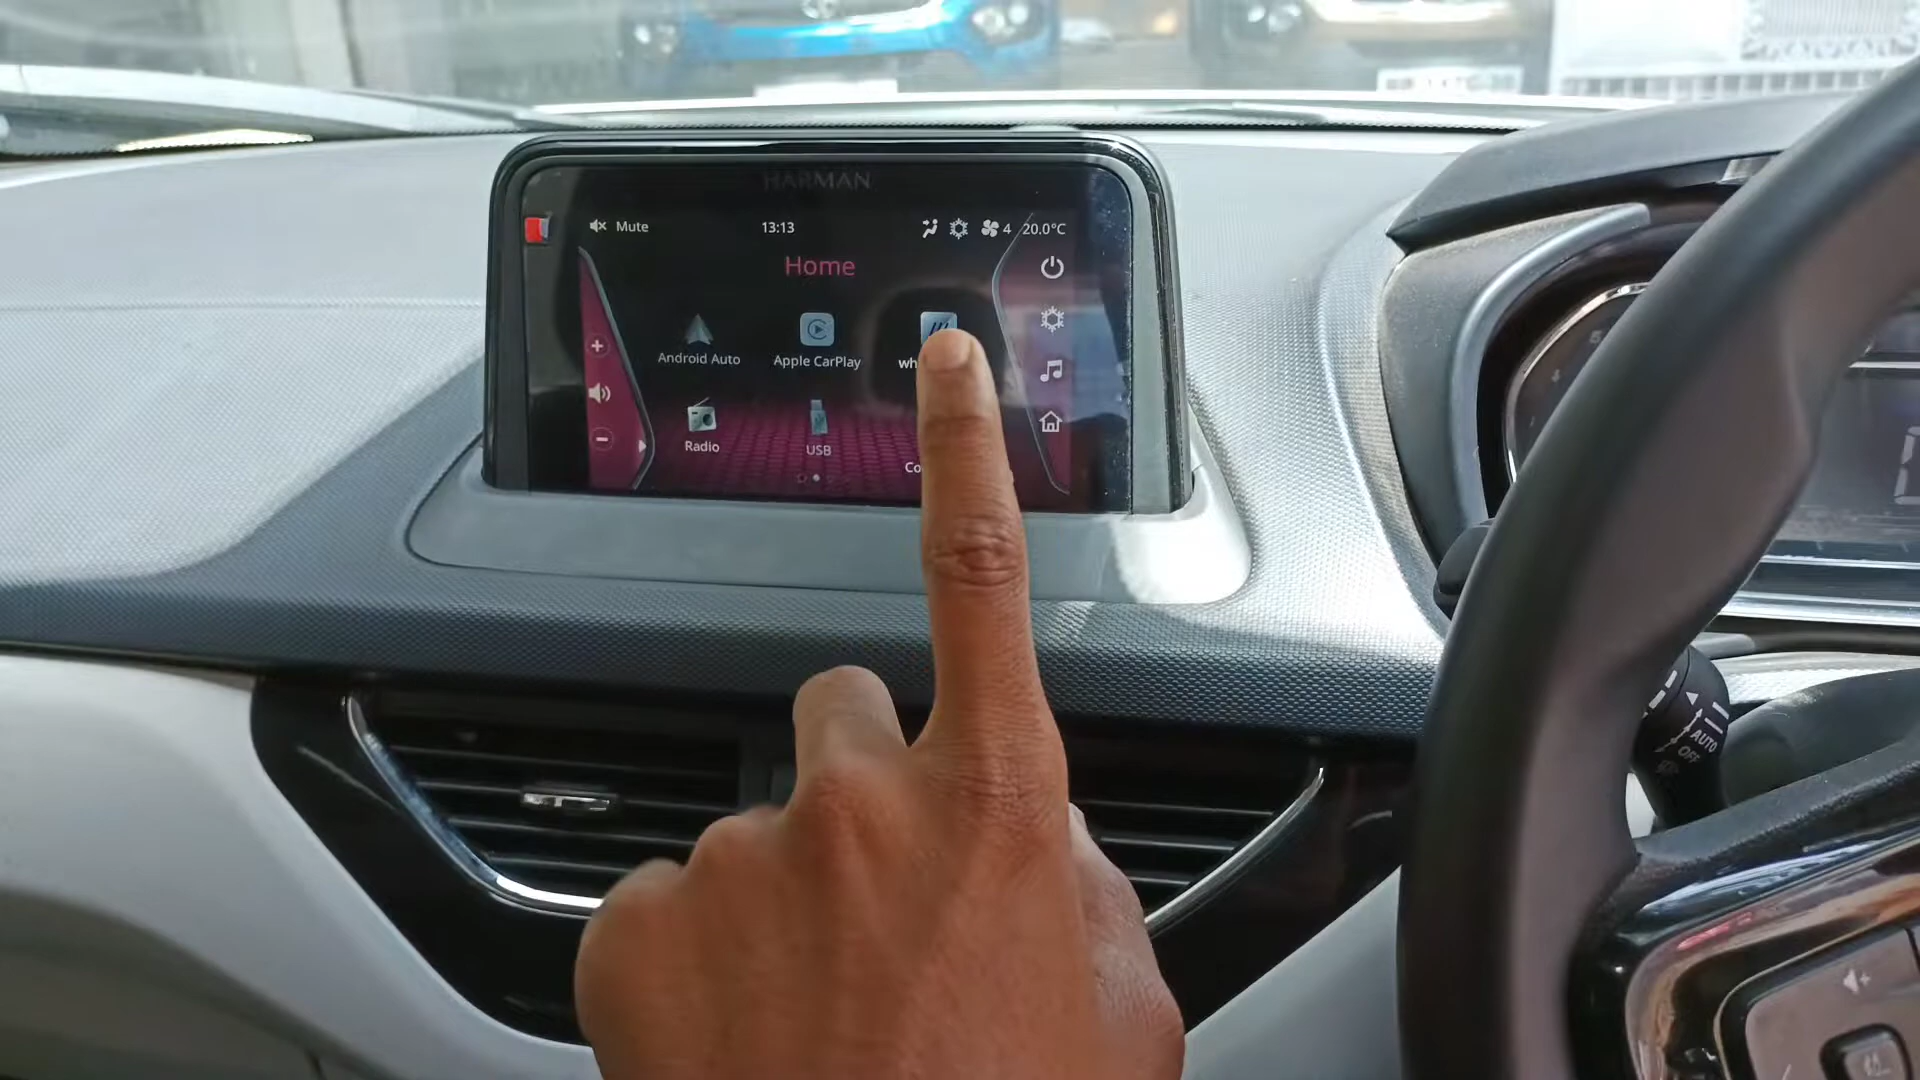 HARMAN
Mute 13:13 4 20.0°C
Home
Android Auto Apple CarPlay wh
Radio USB Co
AUTO
OFF